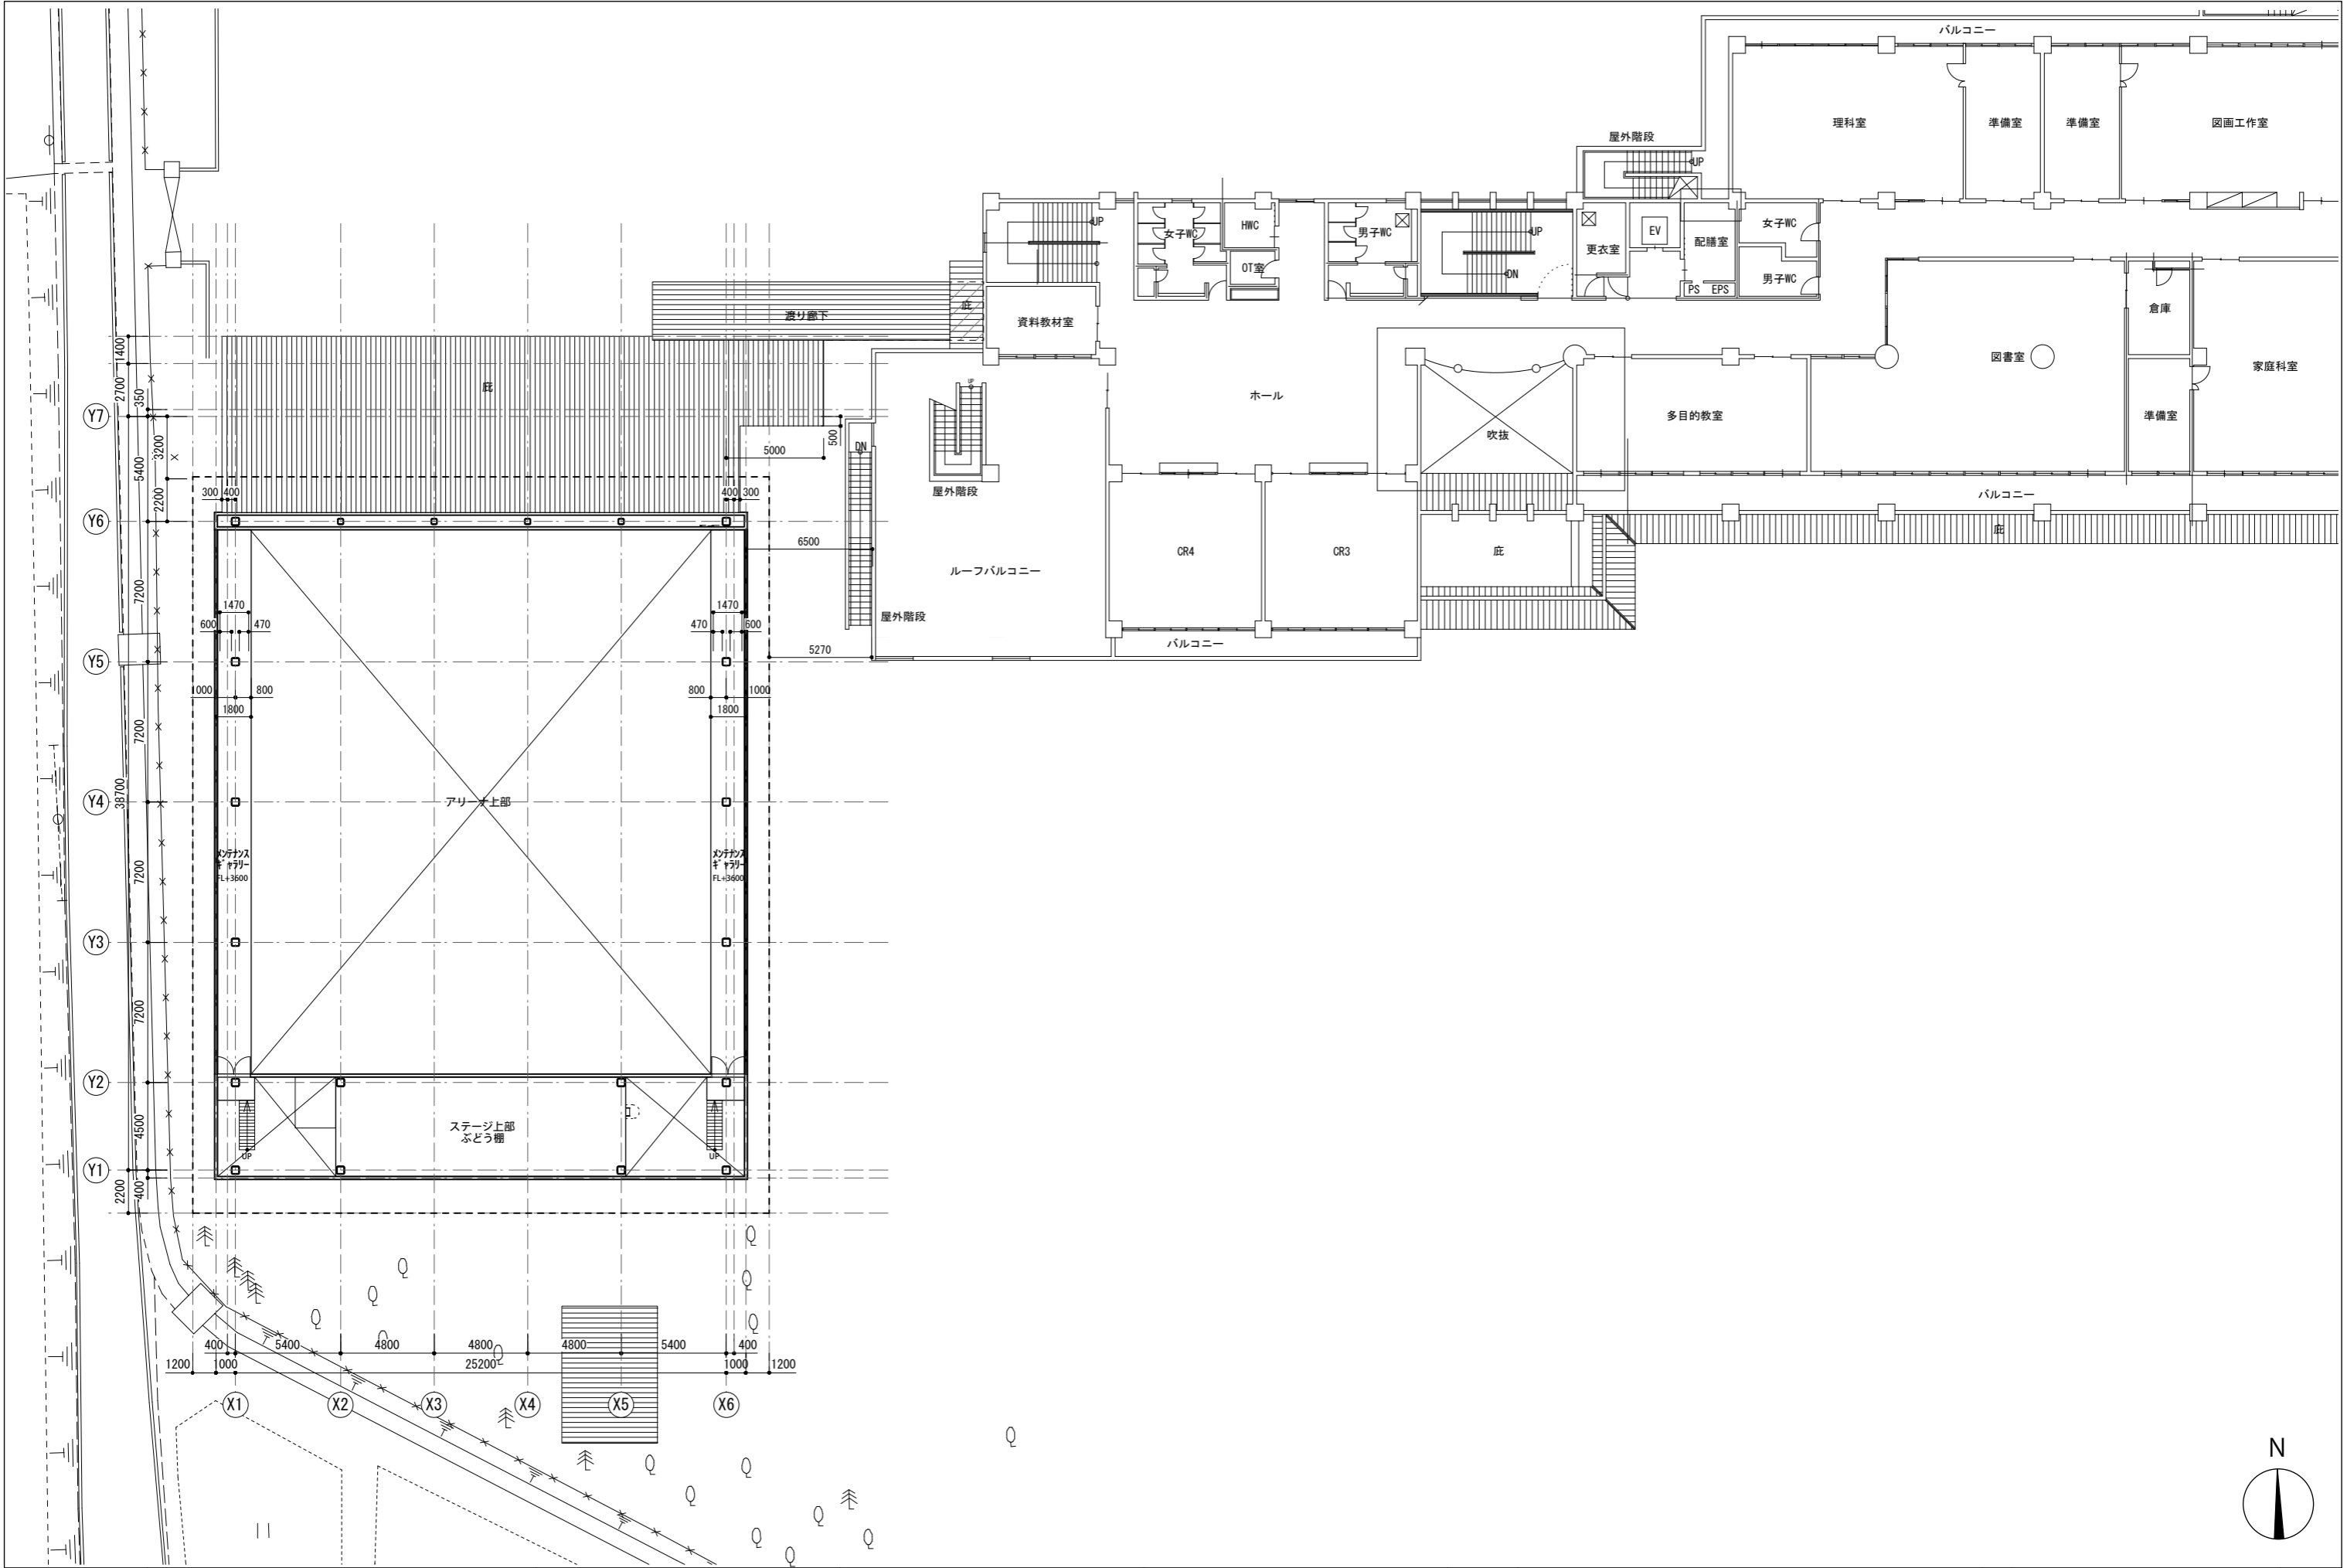 バルコニー
理科室
準備室
準備室
図画工作室
屋外階段
UP
UP
女子WC
HWC
OT室
男子WC
UP
DN
更衣室
EV
配膳室
PS
EPS
女子WC
男子WC
渡り廊下
庇
資料教材室
倉庫
図書室
家庭科室
準備室
ホール
吹抜
多目的教室
庇
UP
DN
屋外階段
バルコニー
CR4
CR3
庇
庇
ルーフバルコニー
屋外階段
バルコニー
1400
2700
350
5400
3200
2200
7200
7200
38700
7200
7200
4500
2200
400
Y7
Y6
Y5
Y4
Y3
Y2
Y1
500
5000
300
400
400
300
6500
5270
1470
600
470
1470
470
600
1000
800
1800
800
1000
1800
アリーナ上部
メンテナンス
ギャラリー
FL+3600
メンテナンス
ギャラリー
FL+3600
ステージ上部
ぶどう棚
UP
UP
400
5400
4800
4800
4800
5400
400
1200
1000
25200
1000
1200
X1
X2
X3
X4
X5
X6
N